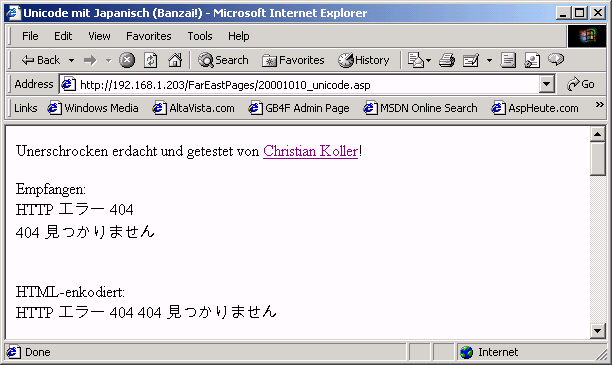 Unicode mit Japanisch (Banzai!) - Microsoft Internet Explorer
File Edit View Favorites Tools Help
Back Search Favorites History
Address http://192.168.1.203/FarEastPages/20001010_unicode.asp Go
Links Windows Media AltaVista.com GB4F Admin Page MSDN Online Search AspHeute.com
Unerschrocken erdacht und getestet von Christian Koller!
Empfangen:
HTTP エラー 404
404 見つかりません
HTML-enkodiert:
HTTP エラー 404 404 見つかりません
Done Internet